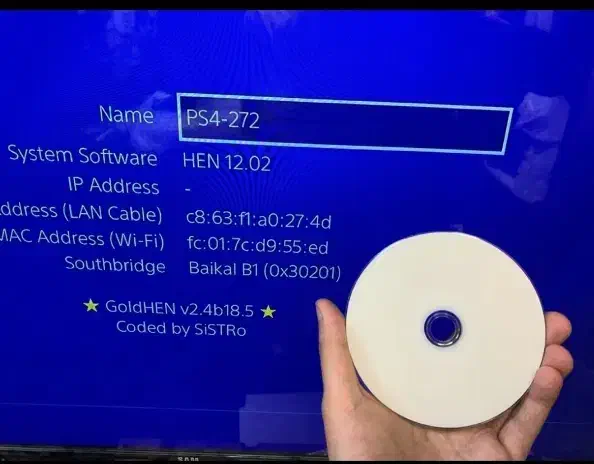 Name PS4-272
System Software HEN 12.02
IP Address -
ddress (LAN Cable) c8:63:f1:a0:27:4d
MAC Address (Wi-Fi) fc:01:7c:d9:55:ed
Southbridge Baikal B1 (0x30201)
★ GoldHEN v2.4b18.5 ★
Coded by SiSTRo
SAM